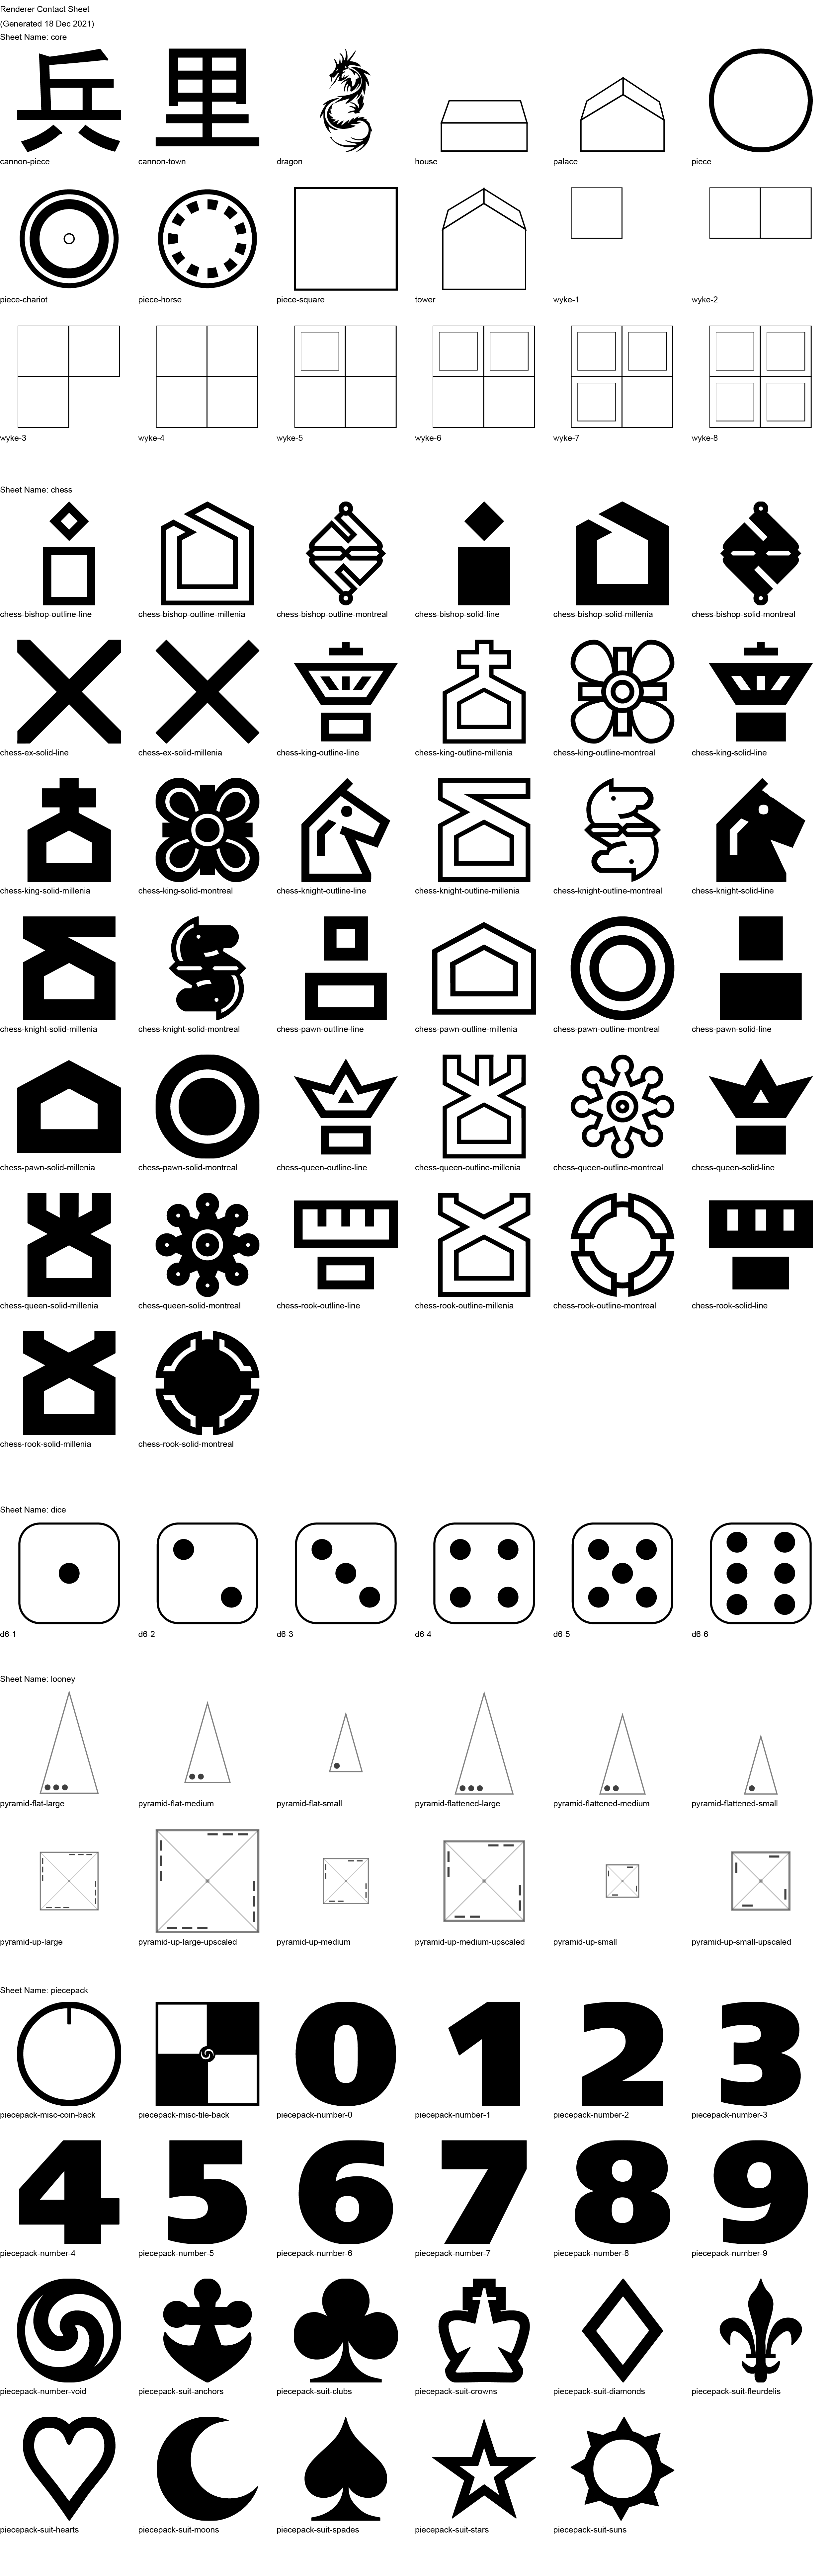 Renderer Contact Sheet
(Generated 18 Dec 2021)
Sheet Name: core
兵 里
cannon-piece cannon-town dragon house palace piece
piece-chariot piece-horse piece-square tower wyke-1 wyke-2
wyke-3 wyke-4 wyke-5 wyke-6 wyke-7 wyke-8
Sheet Name: chess
chess-bishop-outline-line chess-bishop-outline-millenia chess-bishop-outline-montreal chess-bishop-solid-line chess-bishop-solid-millenia chess-bishop-solid-montreal
chess-ex-solid-line chess-ex-solid-millenia chess-king-outline-line chess-king-outline-millenia chess-king-outline-montreal chess-king-solid-line
chess-king-solid-millenia chess-king-solid-montreal chess-knight-outline-line chess-knight-outline-millenia chess-knight-outline-montreal chess-knight-solid-line
chess-knight-solid-millenia chess-knight-solid-montreal chess-pawn-outline-line chess-pawn-outline-millenia chess-pawn-outline-montreal chess-pawn-solid-line
chess-pawn-solid-millenia chess-pawn-solid-montreal chess-queen-outline-line chess-queen-outline-millenia chess-queen-outline-montreal chess-queen-solid-line
chess-queen-solid-millenia chess-queen-solid-montreal chess-rook-outline-line chess-rook-outline-millenia chess-rook-outline-montreal chess-rook-solid-line
chess-rook-solid-millenia chess-rook-solid-montreal
Sheet Name: dice
d6-1 d6-2 d6-3 d6-4 d6-5 d6-6
Sheet Name: looney
pyramid-flat-large pyramid-flat-medium pyramid-flat-small pyramid-flattened-large pyramid-flattened-medium pyramid-flattened-small
pyramid-up-large pyramid-up-large-upscaled pyramid-up-medium pyramid-up-medium-upscaled pyramid-up-small pyramid-up-small-upscaled
Sheet Name: piecepack
0 1 2 3
piecepack-misc-coin-back piecepack-misc-tile-back piecepack-number-0 piecepack-number-1 piecepack-number-2 piecepack-number-3
4 5 6 7 8 9
piecepack-number-4 piecepack-number-5 piecepack-number-6 piecepack-number-7 piecepack-number-8 piecepack-number-9
piecepack-number-void piecepack-suit-anchors piecepack-suit-clubs piecepack-suit-crowns piecepack-suit-diamonds piecepack-suit-fleurdelis
piecepack-suit-hearts piecepack-suit-moons piecepack-suit-spades piecepack-suit-stars piecepack-suit-suns